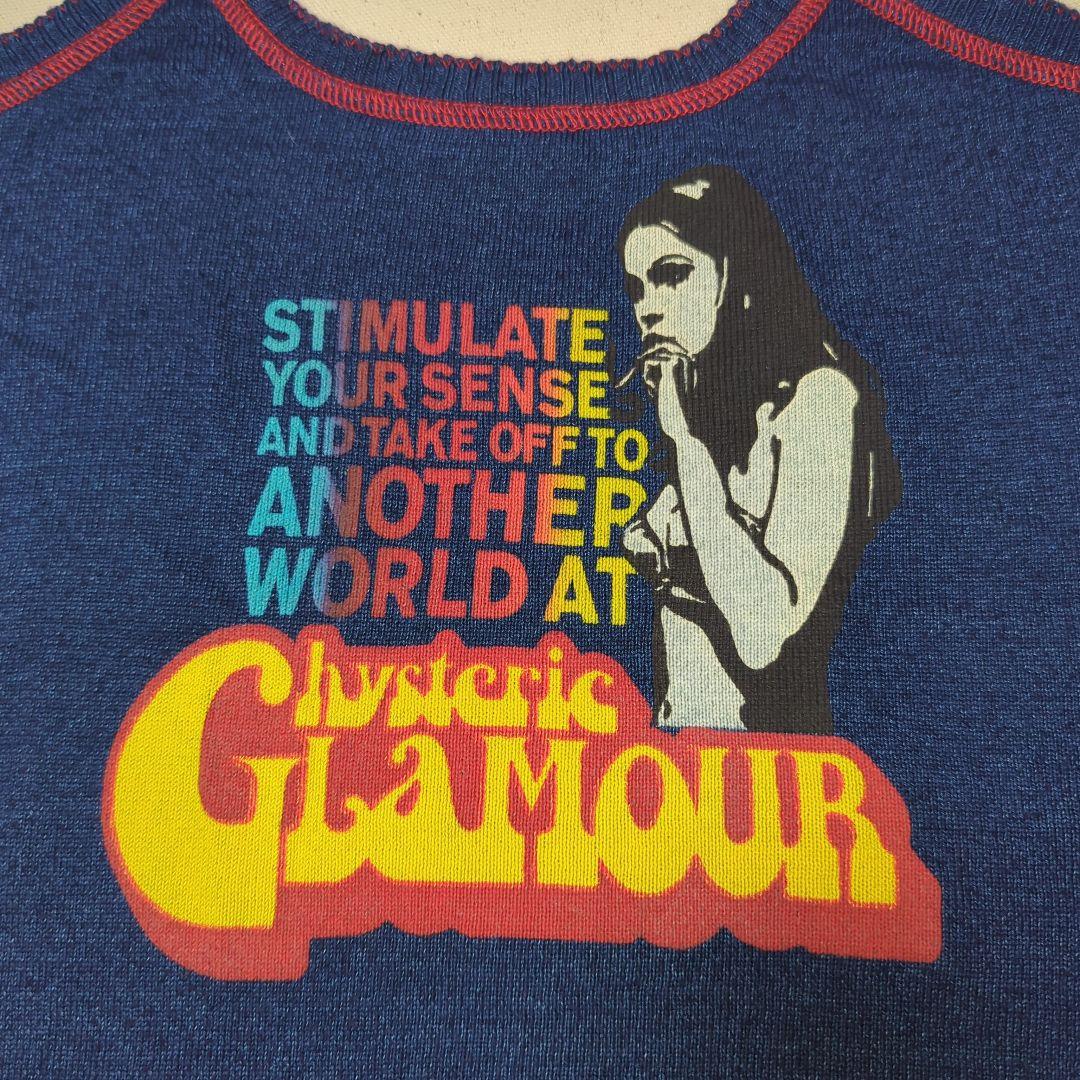 STIMULATE
YOUR SENSE
AND TAKE OFF TO
ANOTHER
WORLD AT
hysteric
GLAMOUR